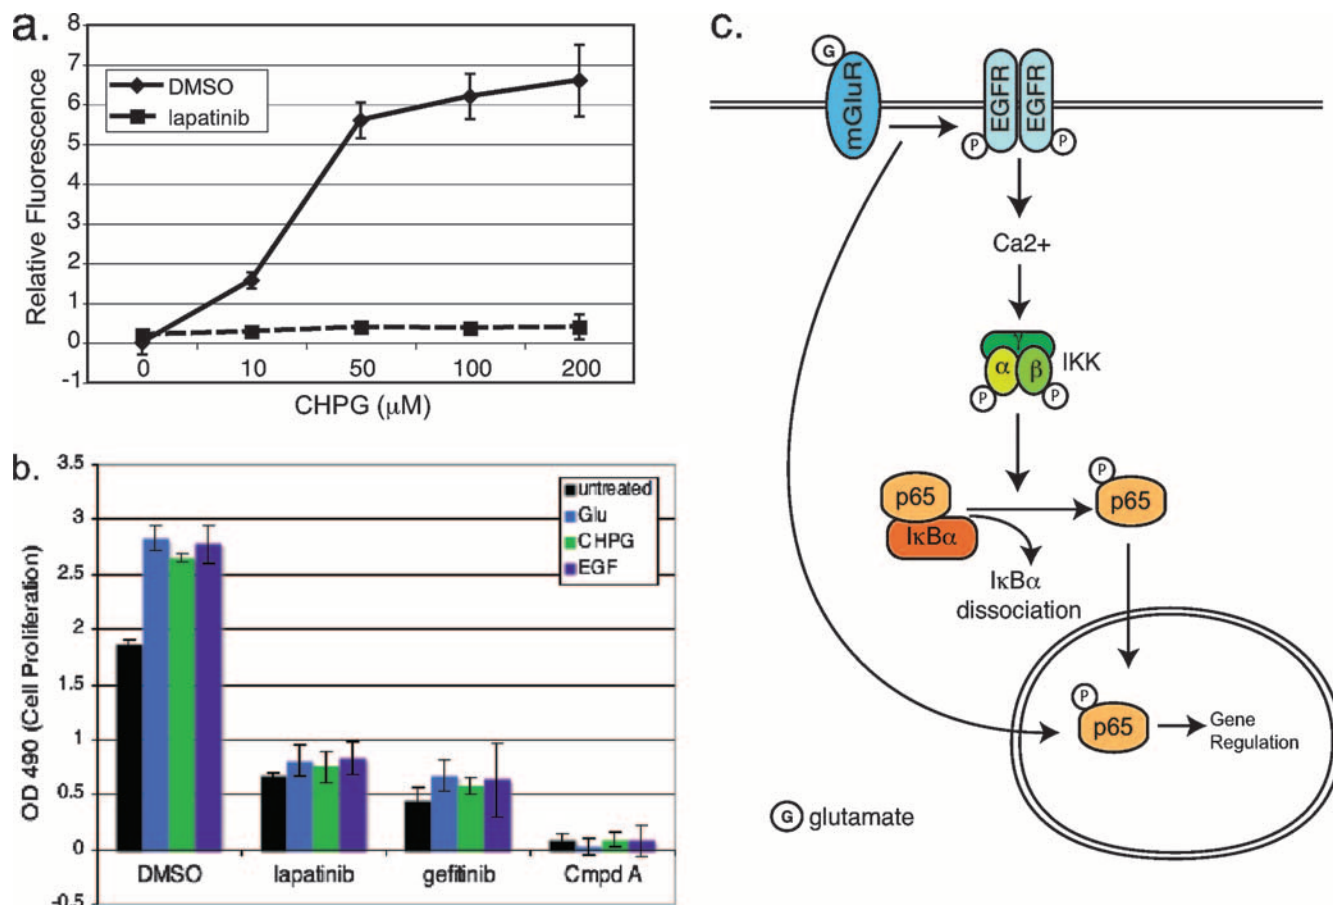 a.
8
7
6
5
4
3
2
1
0
-1
Relative Fluorescence
DMSO
lapatinib
0 10 50 100 200
CHPG (μM)
b.
3.5
3
2.5
2
1.5
1
0.5
0
-0.5
OD 490 (Cell Proliferation)
untreated
Glu
CHPG
EGF
DMSO lapatinib gefitinib Cmpd A
c.
G
mGluR
EGFR EGFR
P P
Ca2+
γ
α β IKK
P P
p65
IκBα
P
p65
IκBα
dissociation
P
p65
Gene
Regulation
G glutamate